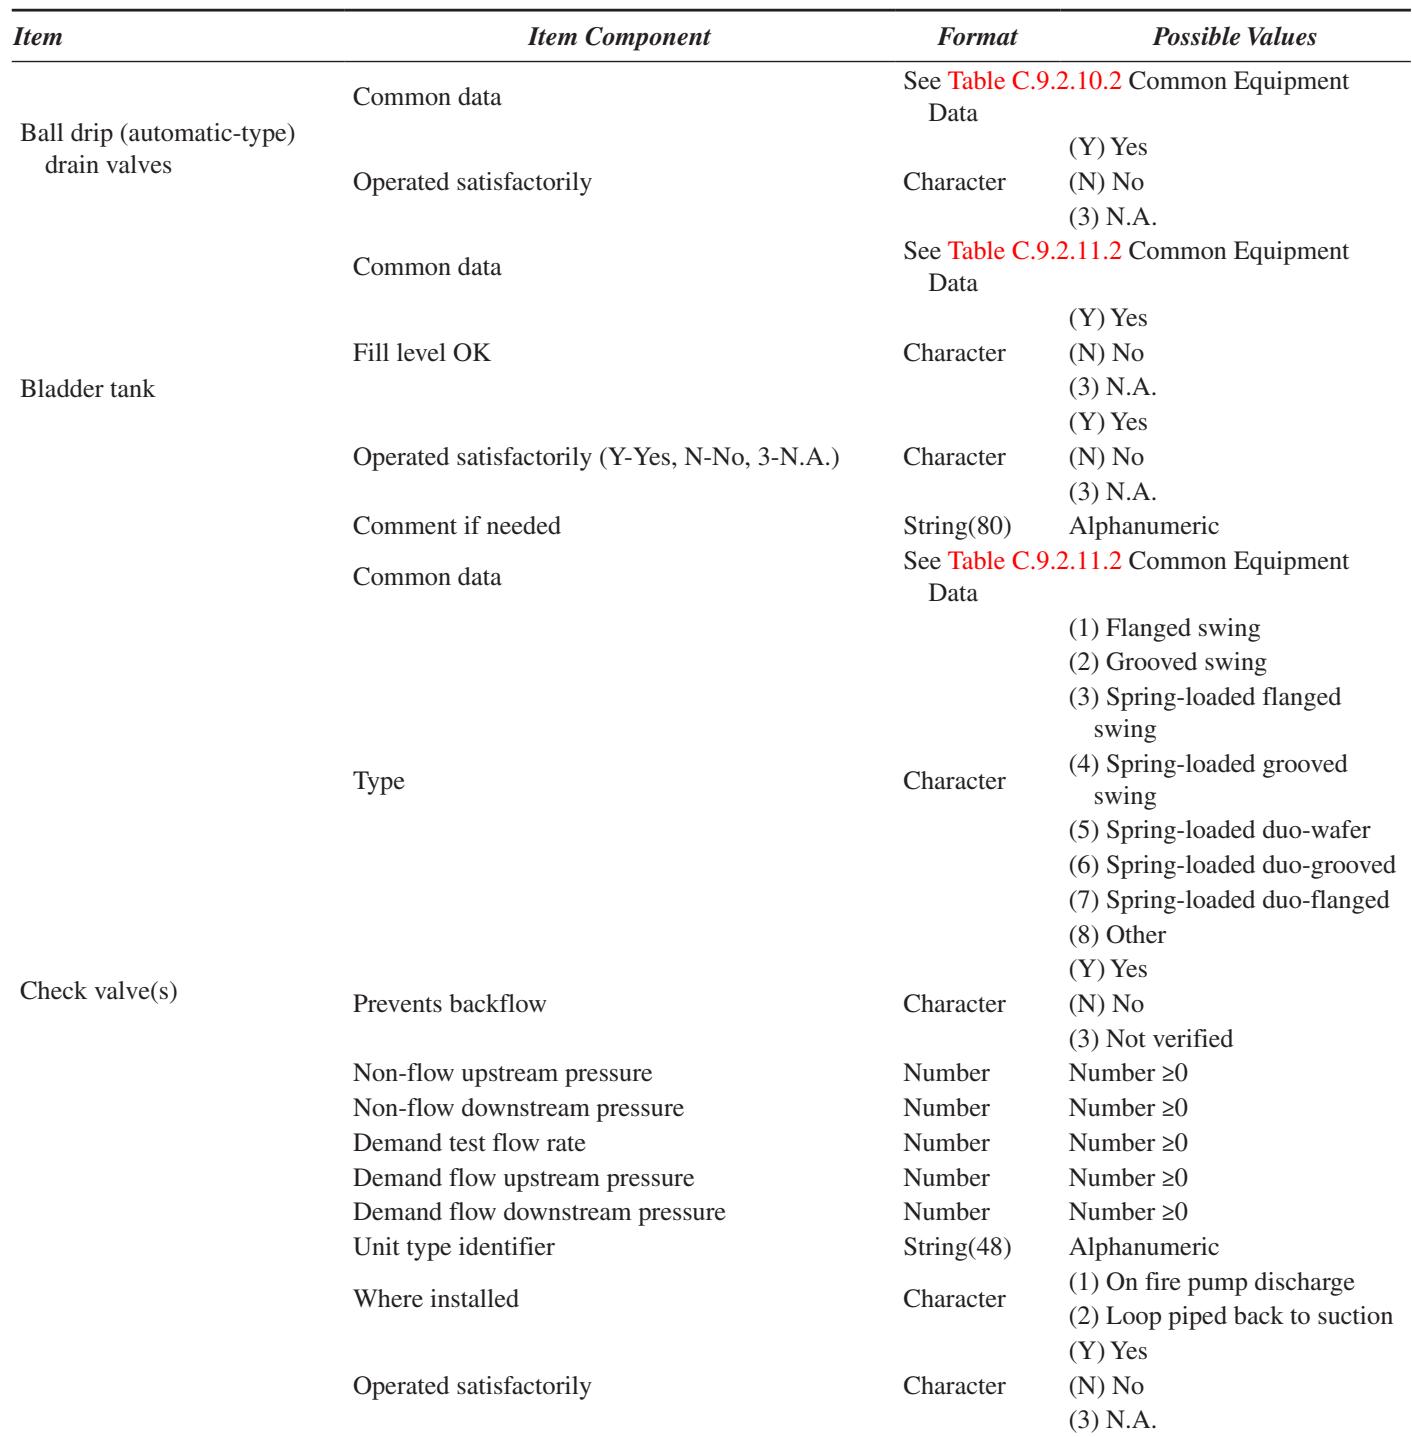 Item Item Component Format Possible Values
Ball drip (automatic-type)
drain valves
Common data See Table C.9.2.10.2 Common Equipment
Data
(Y) Yes
Operated satisfactorily Character (N) No
(3) N.A.
Bladder tank
Common data See Table C.9.2.11.2 Common Equipment
Data
(Y) Yes
Fill level OK Character (N) No
(3) N.A.
(Y) Yes
Operated satisfactorily (Y-Yes, N-No, 3-N.A.) Character (N) No
(3) N.A.
Comment if needed String(80) Alphanumeric
Check valve(s)
Common data See Table C.9.2.11.2 Common Equipment
Data
(1) Flanged swing
(2) Grooved swing
(3) Spring-loaded flanged
swing
Type Character (4) Spring-loaded grooved
swing
(5) Spring-loaded duo-wafer
(6) Spring-loaded duo-grooved
(7) Spring-loaded duo-flanged
(8) Other
(Y) Yes
Prevents backflow Character (N) No
(3) Not verified
Non-flow upstream pressure Number Number ≥0
Non-flow downstream pressure Number Number ≥0
Demand test flow rate Number Number ≥0
Demand flow upstream pressure Number Number ≥0
Demand flow downstream pressure Number Number ≥0
Unit type identifier String(48) Alphanumeric
Where installed Character (1) On fire pump discharge
(2) Loop piped back to suction
(Y) Yes
Operated satisfactorily Character (N) No
(3) N.A.